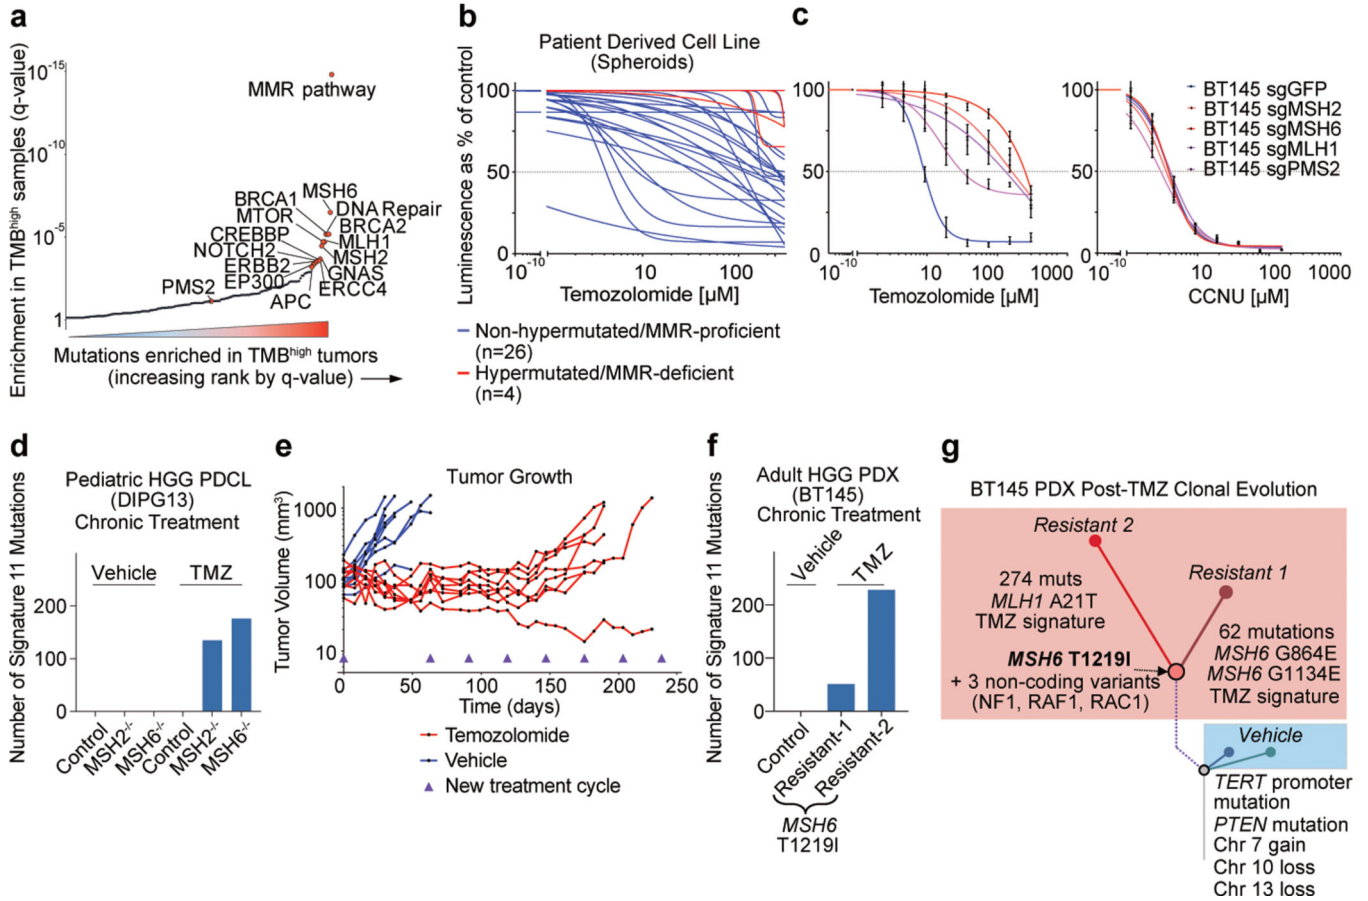 a
Enrichment in TMBhigh samples (q-value)
10-15
10-10
10-5
1
MMR pathway
MSH6
BRCA1
DNA Repair
MTOR
BRCA2
CREBBP
MLH1
NOTCH2
MSH2
ERBB2
GNAS
EP300
ERCC4
PMS2
APC
Mutations enriched in TMBhigh tumors
(increasing rank by q-value)
b
Patient Derived Cell Line
(Spheroids)
Luminescence as % of control
100
50
0
10-10
10
100
Temozolomide [µM]
Non-hypermutated/MMR-proficient
(n=26)
Hypermutated/MMR-deficient
(n=4)
c
100
50
0
10-10
10
100
1000
Temozolomide [µM]
100
50
0
10-10
10
100
1000
CCNU [µM]
BT145 sgGFP
BT145 sgMSH2
BT145 sgMSH6
BT145 sgMLH1
BT145 sgPMS2
d
Pediatric HGG PDCL
(DIPG13)
Chronic Treatment
Number of Signature 11 Mutations
Vehicle
TMZ
200
100
0
Control
MSH2-/-
MSH6-/-
Control
MSH2-/-
MSH6-/-
e
Tumor Growth
Tumor Volume (mm3)
1000
100
10
0
50
100
150
200
250
Time (days)
Temozolomide
Vehicle
New treatment cycle
f
Adult HGG PDX
(BT145)
Chronic Treatment
Number of Signature 11 Mutations
Vehicle
TMZ
200
100
0
Control
Resistant-1
Resistant-2
MSH6
T1219I
g
BT145 PDX Post-TMZ Clonal Evolution
Resistant 2
Resistant 1
274 muts
MLH1 A21T
TMZ signature
62 mutations
MSH6 G864E
MSH6 G1134E
TMZ signature
MSH6 T1219I
+ 3 non-coding variants
(NF1, RAF1, RAC1)
Vehicle
TERT promoter
mutation
PTEN mutation
Chr 7 gain
Chr 10 loss
Chr 13 loss